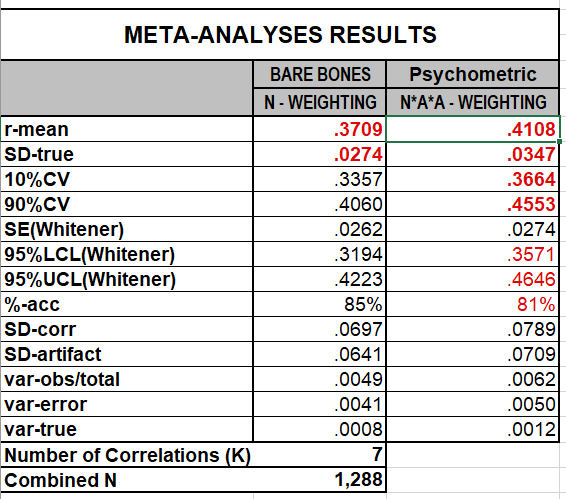 META-ANALYSES RESULTS
BARE BONES Psychometric
N - WEIGHTING N*A*A - WEIGHTING
r-mean .3709 .4108
SD-true .0274 .0347
10%CV .3357 .3664
90%CV .4060 .4553
SE(Whitener) .0262 .0274
95%LCL(Whitener) .3194 .3571
95%UCL(Whitener) .4223 .4646
%-acc 85% 81%
SD-corr .0697 .0789
SD-artifact .0641 .0709
var-obs/total .0049 .0062
var-error .0041 .0050
var-true .0008 .0012
Number of Correlations (K) 7
Combined N 1,288